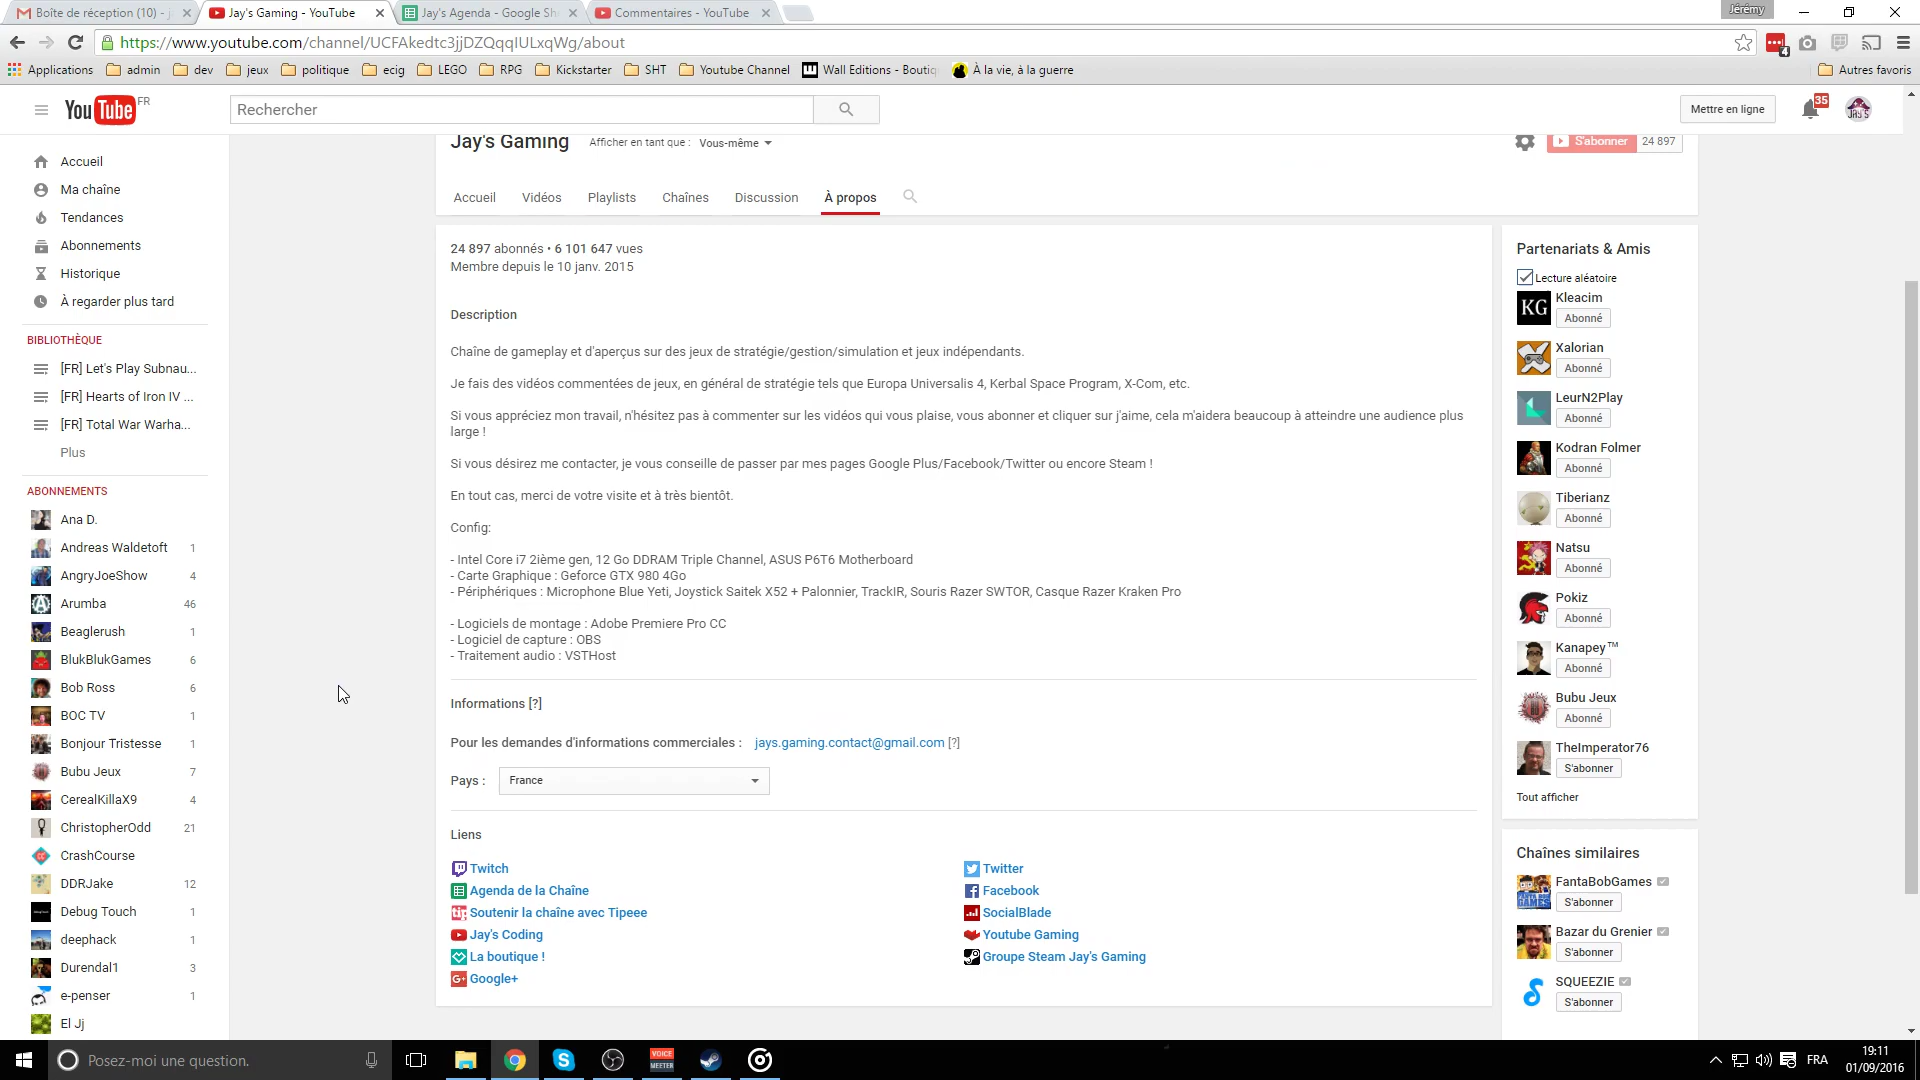 Boîte de réception (10) - j
Jay's Gaming - YouTube
Jay's Agenda - Google Sh
Commentaires - YouTube
Jérémy
https://www.youtube.com/channel/UCFAkedtc3jjDZQqqIULxqWg/about
4
Applications
admin
dev
jeux
politique
ecig
LEGO
RPG
Kickstarter
SHT
Youtube Channel
Wall Editions - Boutiq
À la vie, à la guerre
Autres favoris
YouTube FR
Rechercher
Mettre en ligne
35
Accueil
Ma chaîne
Tendances
Abonnements
Historique
À regarder plus tard
BIBLIOTHÈQUE
[FR] Let's Play Subnau...
[FR] Hearts of Iron IV ...
[FR] Total War Warha...
Plus
ABONNEMENTS
Ana D.
Andreas Waldetoft 1
AngryJoeShow 4
Arumba 46
Beaglerush 1
BlukBlukGames 6
Bob Ross 6
BOC TV 1
Bonjour Tristesse 1
Bubu Jeux 7
CerealKillaX9 4
ChristopherOdd 21
CrashCourse
DDRJake 12
Debug Touch 1
deephack 1
Durendal1 3
e-penser 1
El Jj
Jay's Gaming
Afficher en tant que : Vous-même
S'abonner 24 897
Accueil
Vidéos
Playlists
Chaînes
Discussion
À propos
24 897 abonnés • 6 101 647 vues
Membre depuis le 10 janv. 2015
Description
Chaîne de gameplay et d'aperçus sur des jeux de stratégie/gestion/simulation et jeux indépendants.
Je fais des vidéos commentées de jeux, en général de stratégie tels que Europa Universalis 4, Kerbal Space Program, X-Com, etc.
Si vous appréciez mon travail, n'hésitez pas à commenter sur les vidéos qui vous plaise, vous abonner et cliquer sur j'aime, cela m'aidera beaucoup à atteindre une audience plus
large !
Si vous désirez me contacter, je vous conseille de passer par mes pages Google Plus/Facebook/Twitter ou encore Steam !
En tout cas, merci de votre visite et à très bientôt.
Config:
- Intel Core i7 2ième gen, 12 Go DDRAM Triple Channel, ASUS P6T6 Motherboard
- Carte Graphique : Geforce GTX 980 4Go
- Périphériques : Microphone Blue Yeti, Joystick Saitek X52 + Palonnier, TrackIR, Souris Razer SWTOR, Casque Razer Kraken Pro
- Logiciels de montage : Adobe Premiere Pro CC
- Logiciel de capture : OBS
- Traitement audio : VSTHost
Informations [?]
Pour les demandes d'informations commerciales : jays.gaming.contact@gmail.com [?]
Pays : France
Liens
Twitch
Agenda de la Chaîne
Soutenir la chaîne avec Tipeee
Jay's Coding
La boutique !
Google+
Twitter
Facebook
SocialBlade
Youtube Gaming
Groupe Steam Jay's Gaming
Partenariats & Amis
Lecture aléatoire
KG
Kleacim
Abonné
Xalorian
Abonné
LeurN2Play
Abonné
Kodran Folmer
Abonné
Tiberianz
Abonné
Natsu
Abonné
Pokiz
Abonné
Kanapey™
Abonné
Bubu Jeux
Abonné
TheImperator76
S'abonner
Tout afficher
Chaînes similaires
FantaBobGames
S'abonner
Bazar du Grenier
S'abonner
SQUEEZIE
S'abonner
Posez-moi une question.
VOICE
MEETER
FRA
19:11
01/09/2016